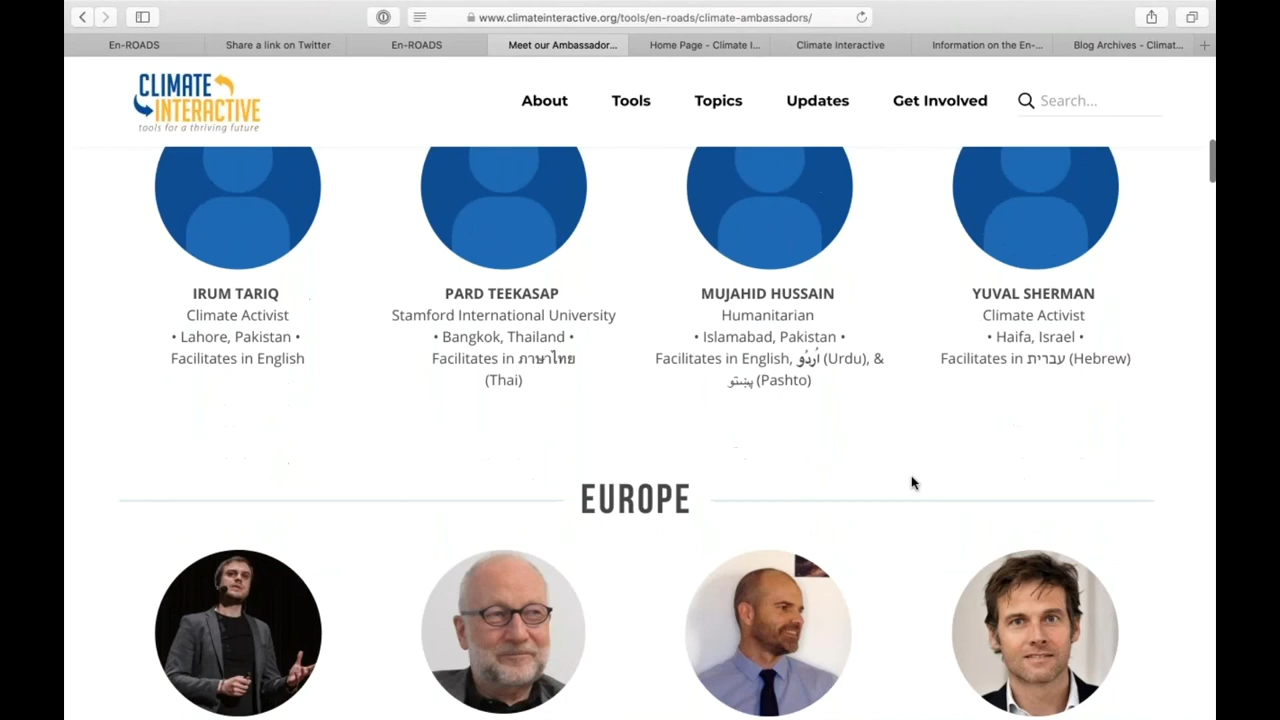 www.climateinteractive.org/tools/en-roads/climate-ambassadors/
En-ROADS
Share a link on Twitter
En-ROADS
Meet our Ambassador...
Home Page - Climate I...
Climate Interactive
Information on the En-...
Blog Archives - Climat...
CLIMATE
INTERACTIVE
tools for a thriving future
About
Tools
Topics
Updates
Get Involved
Search...
IRUM TARIQ
Climate Activist
• Lahore, Pakistan •
Facilitates in English
PARD TEEKASAP
Stamford International University
• Bangkok, Thailand •
Facilitates in ภาษาไทย
(Thai)
MUJAHID HUSSAIN
Humanitarian
• Islamabad, Pakistan •
Facilitates in English, اُردُو (Urdu), &
پښتو (Pashto)
YUVAL SHERMAN
Climate Activist
• Haifa, Israel •
Facilitates in עברית (Hebrew)
EUROPE